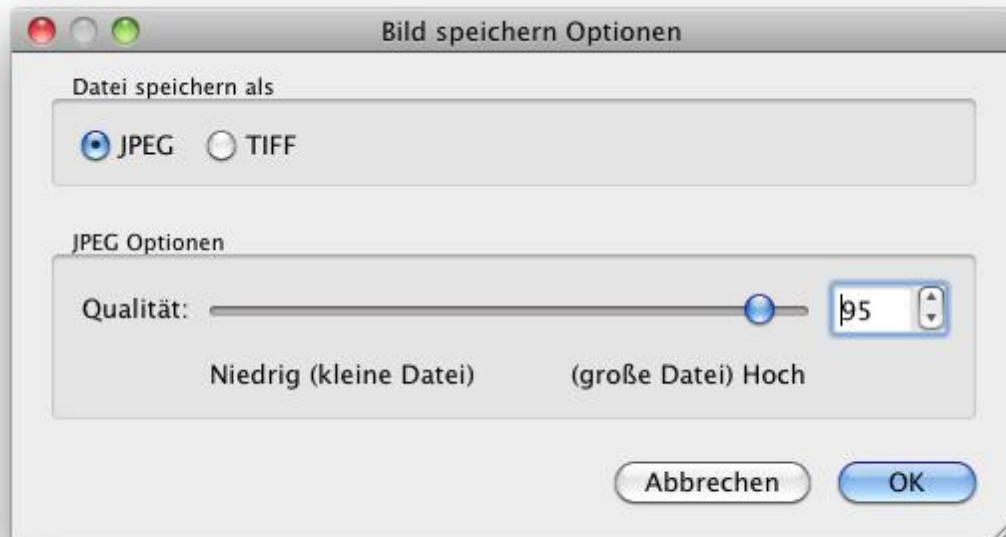 Bild speichern Optionen
Datei speichern als
JPEG TIFF
JPEG Optionen
Qualität: 95
Niedrig (kleine Datei) (große Datei) Hoch
Abbrechen OK